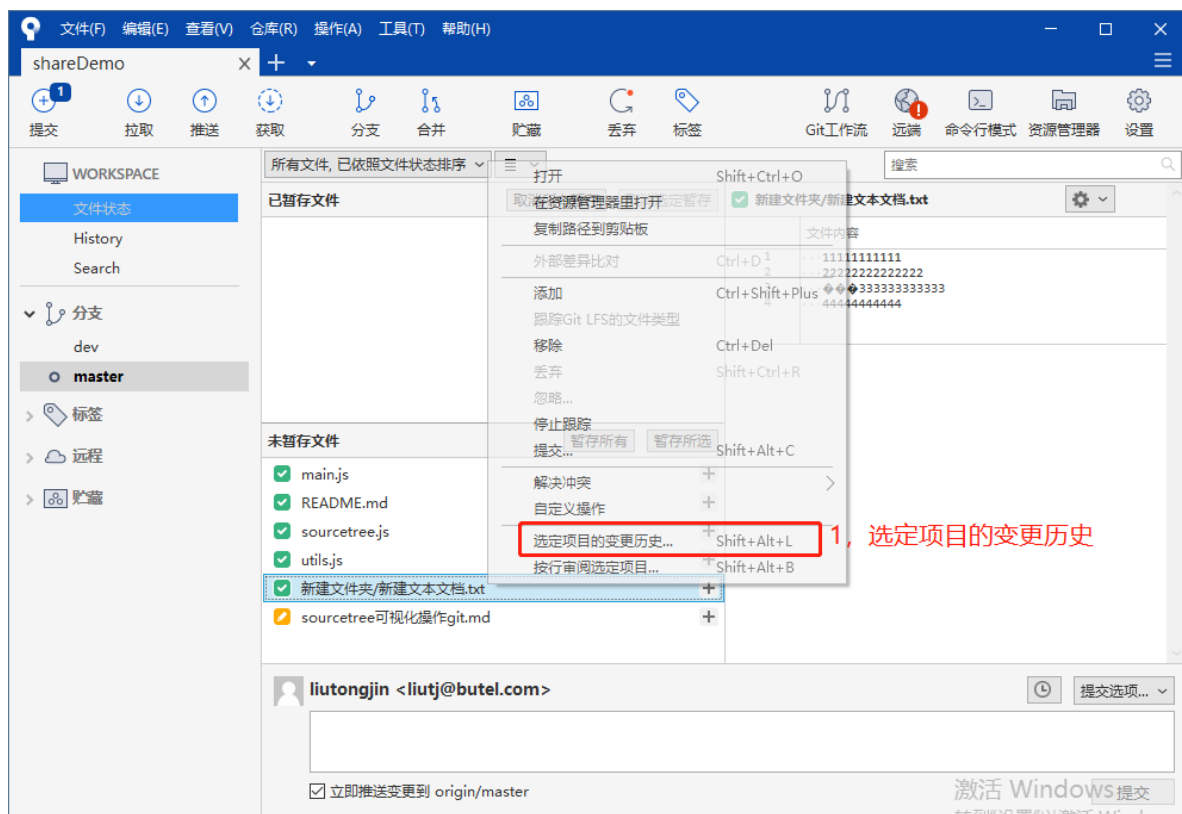 文件(F) 编辑(E) 查看(V) 仓库(R) 操作(A) 工具(T) 帮助(H)
shareDemo
1
提交 拉取 推送 获取 分支 合并 贮藏 丢弃 标签 Git工作流 远端 命令行模式 资源管理器 设置
WORKSPACE
文件状态
History
Search
分支
dev
master
标签
远程
贮藏
所有文件, 已依照文件状态排序
搜索
已暂存文件
新建文件夹/新建文本文档.txt
文件内容
1 ···11111111111
2 ···22222222222222
���333333333333
44444444444
打开 Shift+Ctrl+O
在资源管理器里打开
复制路径到剪贴板
外部差异比对 Ctrl+D
添加 Ctrl+Shift+Plus
跟踪Git LFS的文件类型
移除 Ctrl+Del
丢弃 Shift+Ctrl+R
忽略...
停止跟踪
提交... Shift+Alt+C
解决冲突
自定义操作
选定项目的变更历史... Shift+Alt+L
按行审阅选定项目... Shift+Alt+B
1，选定项目的变更历史
未暂存文件
暂存所有 暂存所选
main.js
README.md
sourcetree.js
utils.js
新建文件夹/新建文本文档.txt
sourcetree可视化操作git.md
liutongjin <liutj@butel.com>
提交选项...
立即推送变更到 origin/master
激活 Windows
提交